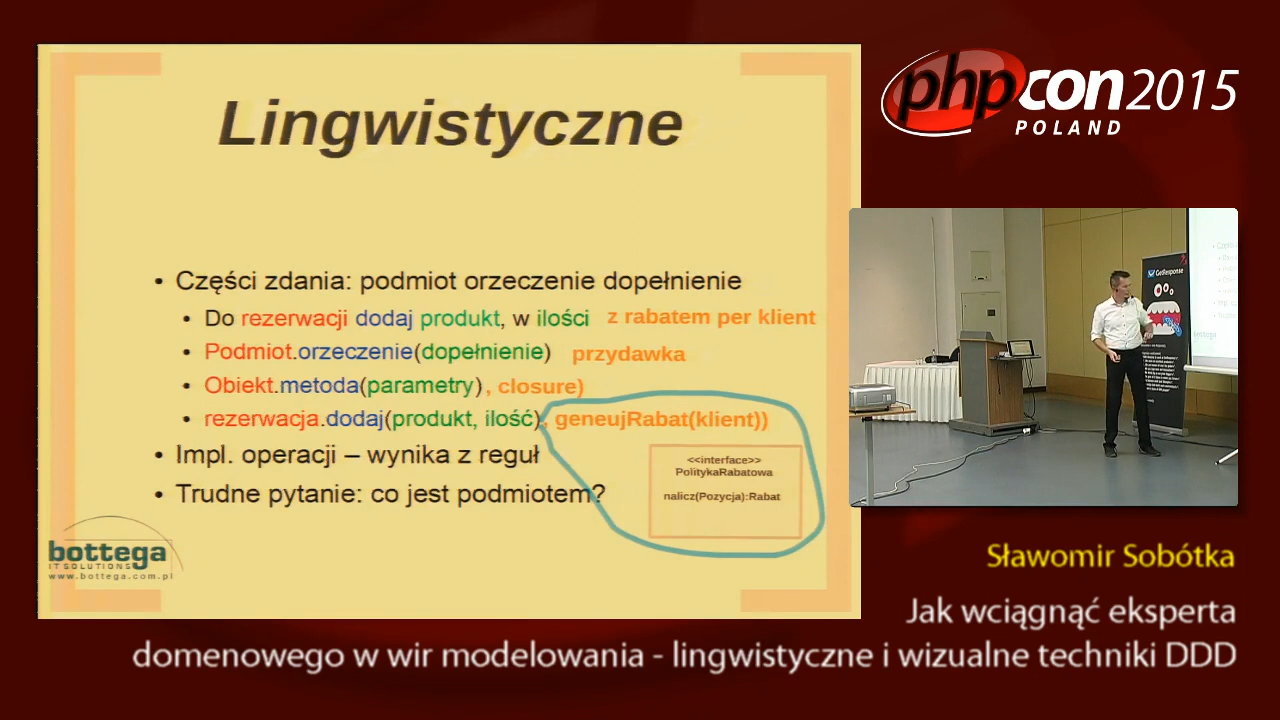 Lingwistyczne
• Części zdania: podmiot orzeczenie dopełnienie
• Do rezerwacji dodaj produkt, w ilości z rabatem per klient
• Podmiot.orzeczenie(dopełnienie) przydawka
• Obiekt.metoda(parametry), closure)
• rezerwacja.dodaj(produkt, ilość), geneujRabat(klient))
• Impl. operacji – wynika z reguł
• Trudne pytanie: co jest podmiotem?
<<interface>>
PolitykaRabatowa
nalicz(Pozycja):Rabat
bottega
IT SOLUTIONS
www.bottega.com.pl
phpcon2015
POLAND
GetResponse
Sławomir Sobótka
Jak wciągnąć eksperta
domenowego w wir modelowania - lingwistyczne i wizualne techniki DDD